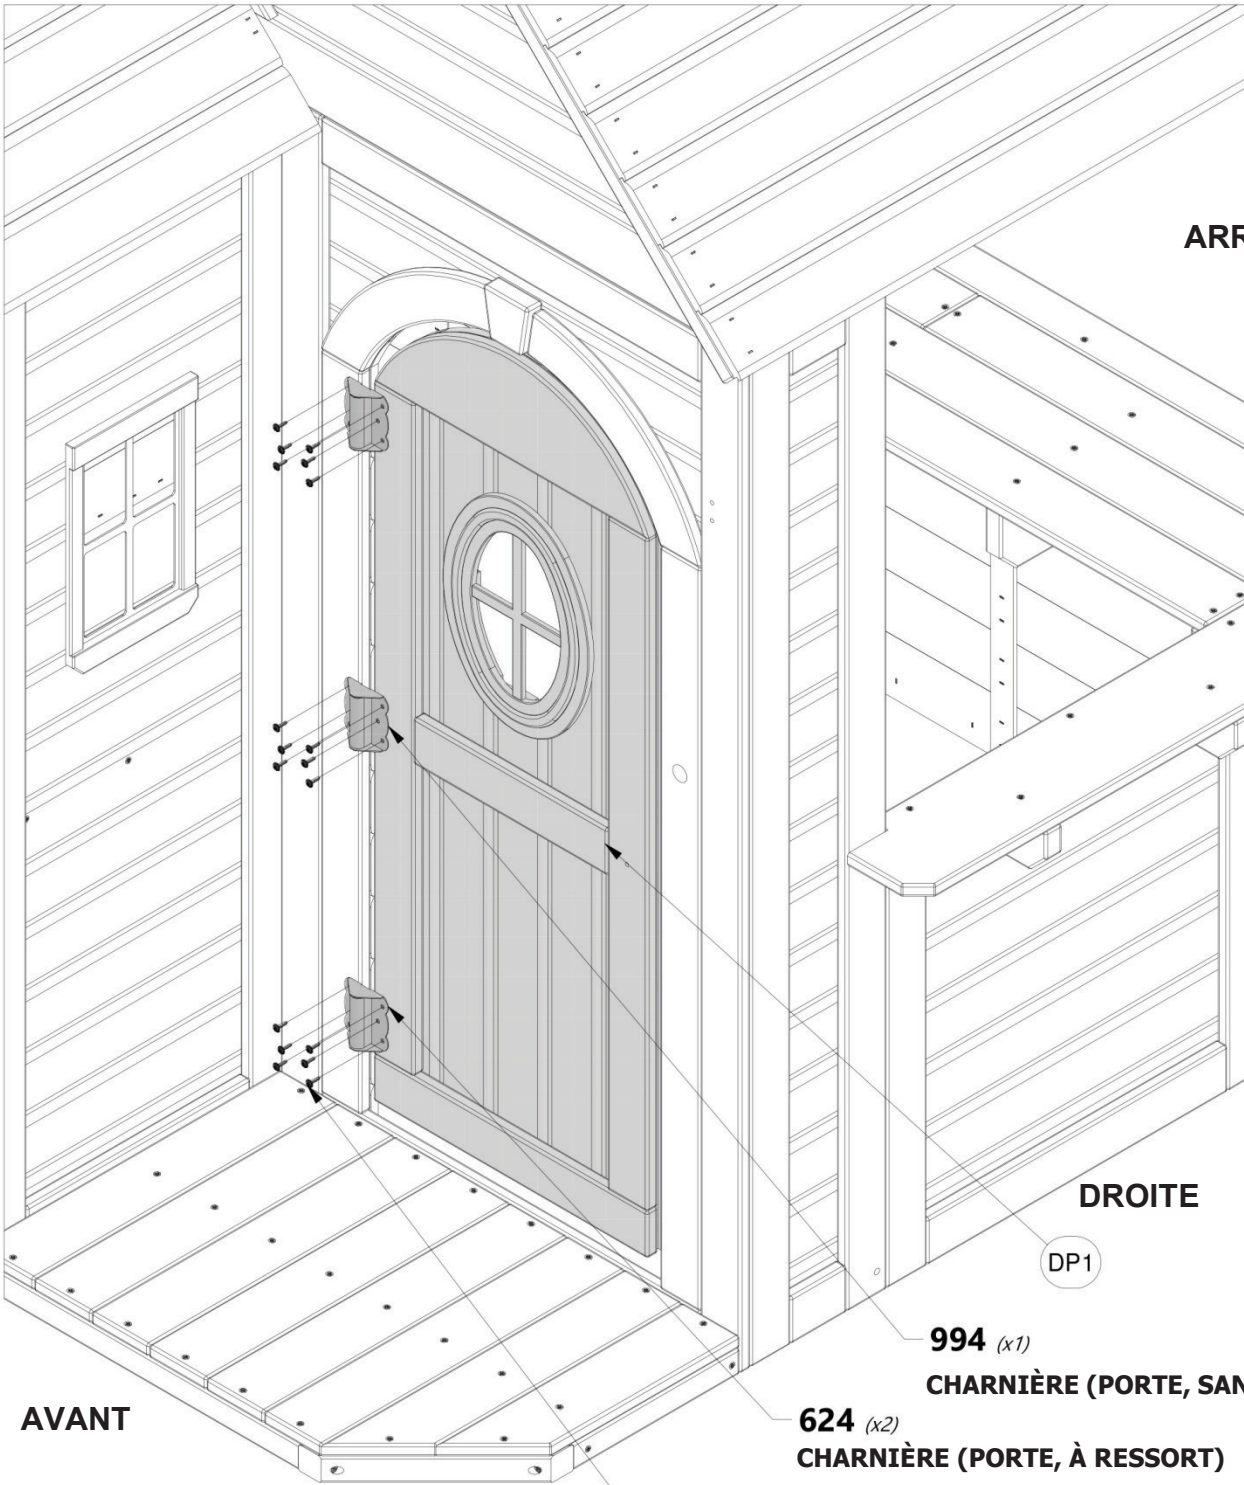 ARR
DROITE
DP1
994 (x1)
CHARNIÈRE (PORTE, SAN
AVANT
624 (x2)
CHARNIÈRE (PORTE, À RESSORT)